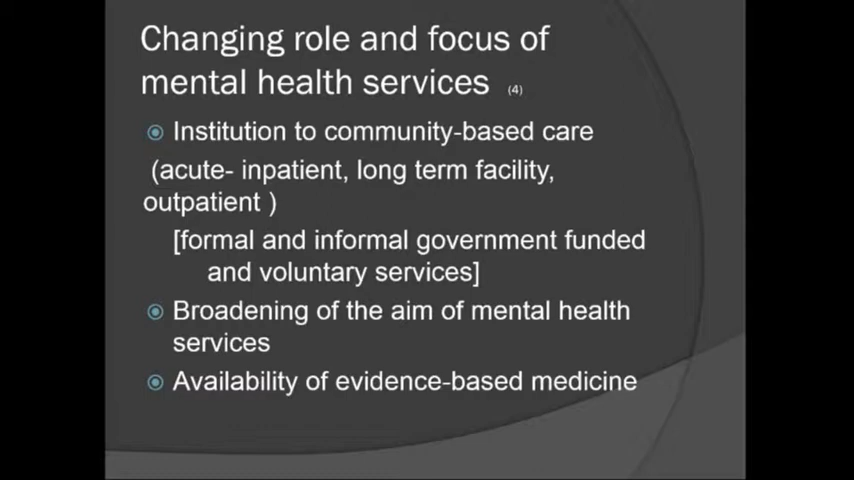 Changing role and focus of
mental health services (4)
Institution to community-based care
(acute- inpatient, long term facility,
outpatient )
[formal and informal government funded
and voluntary services]
Broadening of the aim of mental health
services
Availability of evidence-based medicine